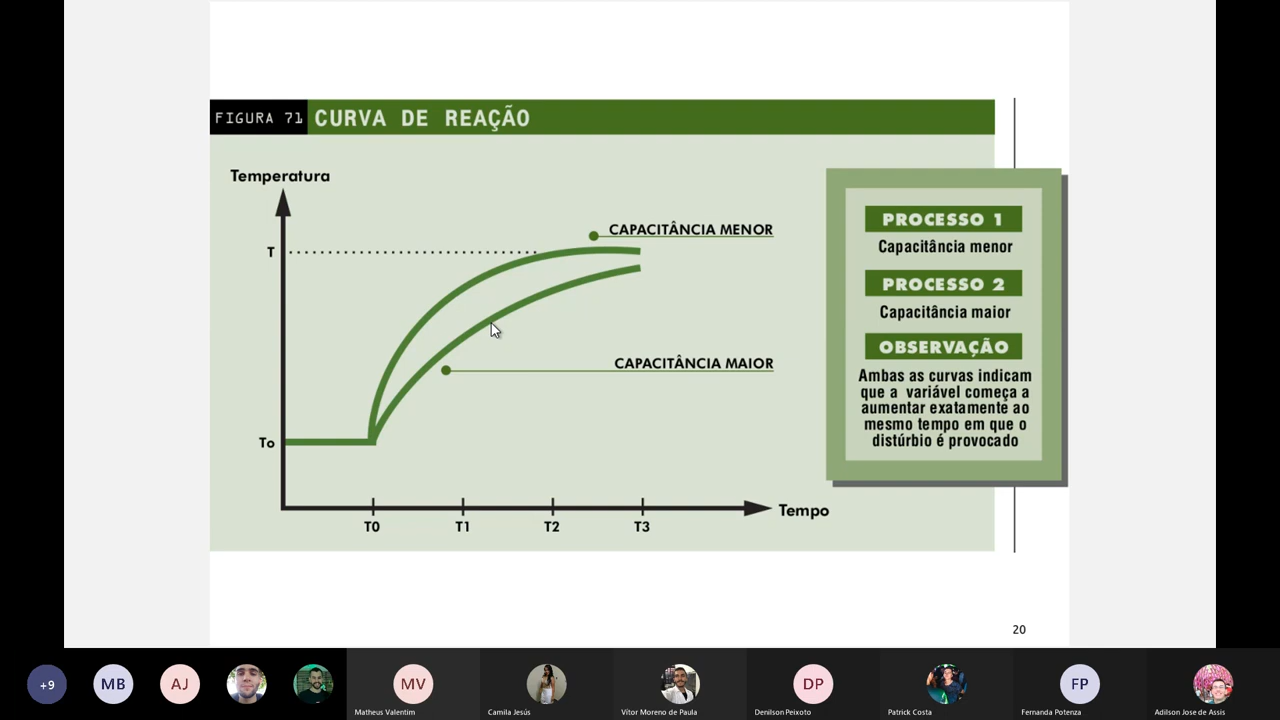 FIGURA 71 CURVA DE REAÇÃO
Temperatura
T
To
CAPACITÂNCIA MENOR
CAPACITÂNCIA MAIOR
T0 T1 T2 T3
Tempo
PROCESSO 1
Capacitância menor
PROCESSO 2
Capacitância maior
OBSERVAÇÃO
Ambas as curvas indicam
que a variável começa a
aumentar exatamente ao
mesmo tempo em que o
distúrbio é provocado
20
+9 MB AJ MV DP FP
Matheus Valentim Camila Jesús Vítor Moreno de Paula Denilson Peixoto Patrick Costa Fernanda Potenza Adilson Jose de Assis